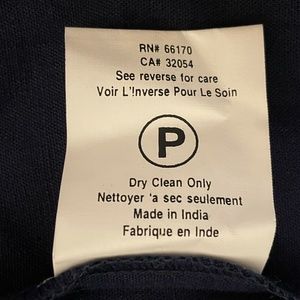 RN# 66170
CA# 32054
See reverse for care
Voir L'!nverse Pour Le Soin
P
Dry Clean Only
Nettoyer 'a sec seulement
Made in India
Fabrique en Inde